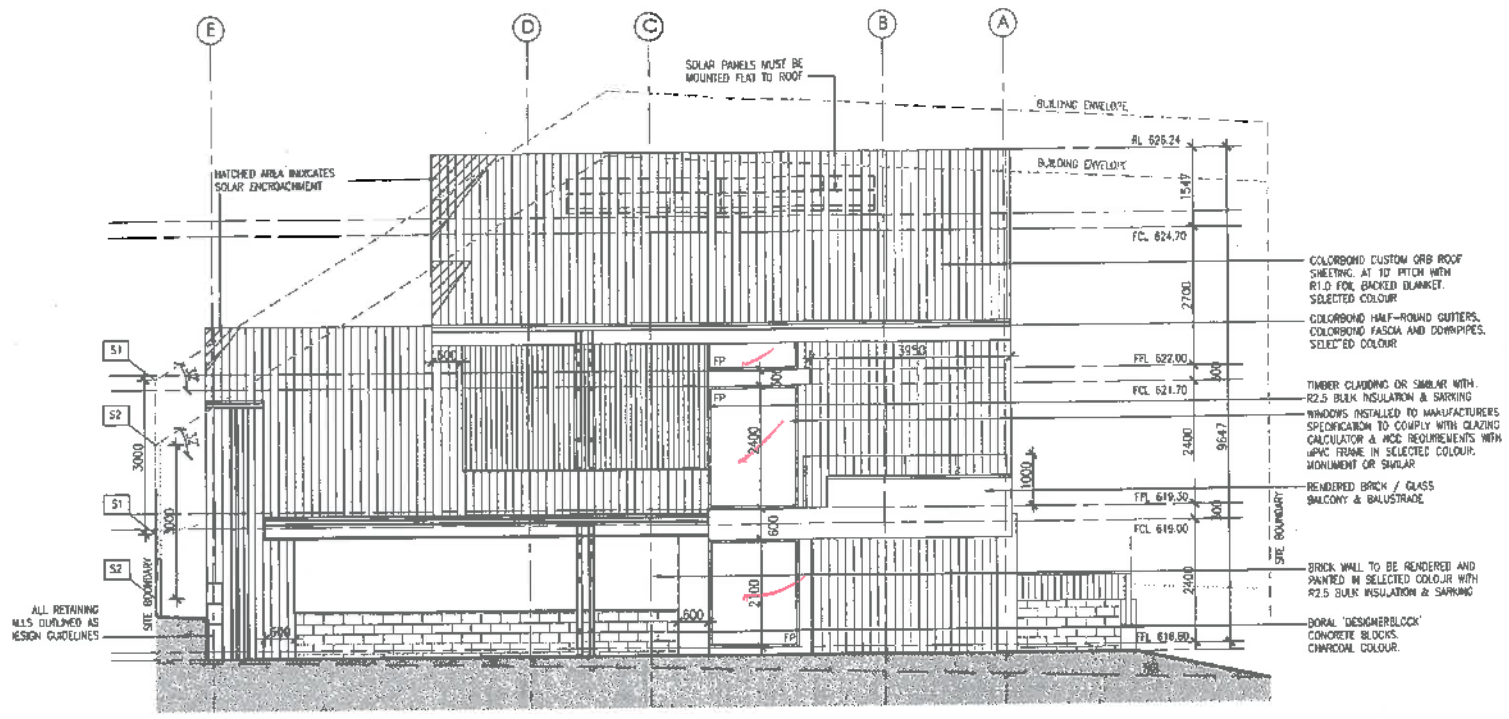 E
D
C
B
A
SOLAR PANELS MUST BE
MOUNTED FLAT TO ROOF
BUILDING ENVELOPE
RL 626.24
BUILDING ENVELOPE
HATCHED AREA INDICATES
SOLAR ENCROACHMENT
1547
FCL 624.70
COLORBOND CUSTOM ORB ROOF
SHEETING. AT 10° PITCH WITH
R1.0 FOIL BACKED BLANKET.
SELECTED COLOUR
2700
COLORBOND HALF-ROUND GUTTERS.
COLORBOND FASCIA AND DOWNPIPES.
SELECTED COLOUR
S1
600
FP
3950
FFL 622.00
300
FCL 621.70
TIMBER CLADDING OR SIMILAR WITH
R2.5 BULK INSULATION & SARKING
S2
FP
WINDOWS INSTALLED TO MANUFACTURERS
SPECIFICATION TO COMPLY WITH GLAZING
CALCULATOR & NCC REQUIREMENTS WITH
uPVC FRAME IN SELECTED COLOUR.
MONUMENT OR SIMILAR
3000
2400
2400
9647
1000
RENDERED BRICK / GLASS
BALCONY & BALUSTRADE
S1
3000
FFL 619.30
300
FCL 619.00
600
SITE BOUNDARY
S2
SITE BOUNDARY
2100
2400
BRICK WALL TO BE RENDERED AND
PAINTED IN SELECTED COLOUR WITH
R2.5 BULK INSULATION & SARKING
ALL RETAINING
OUTLINED AS
DESIGN GUIDELINES
600
600
FP
FFL 616.60
BORAL 'DESIGNERBLOCK'
CONCRETE BLOCKS.
CHARCOAL COLOUR.